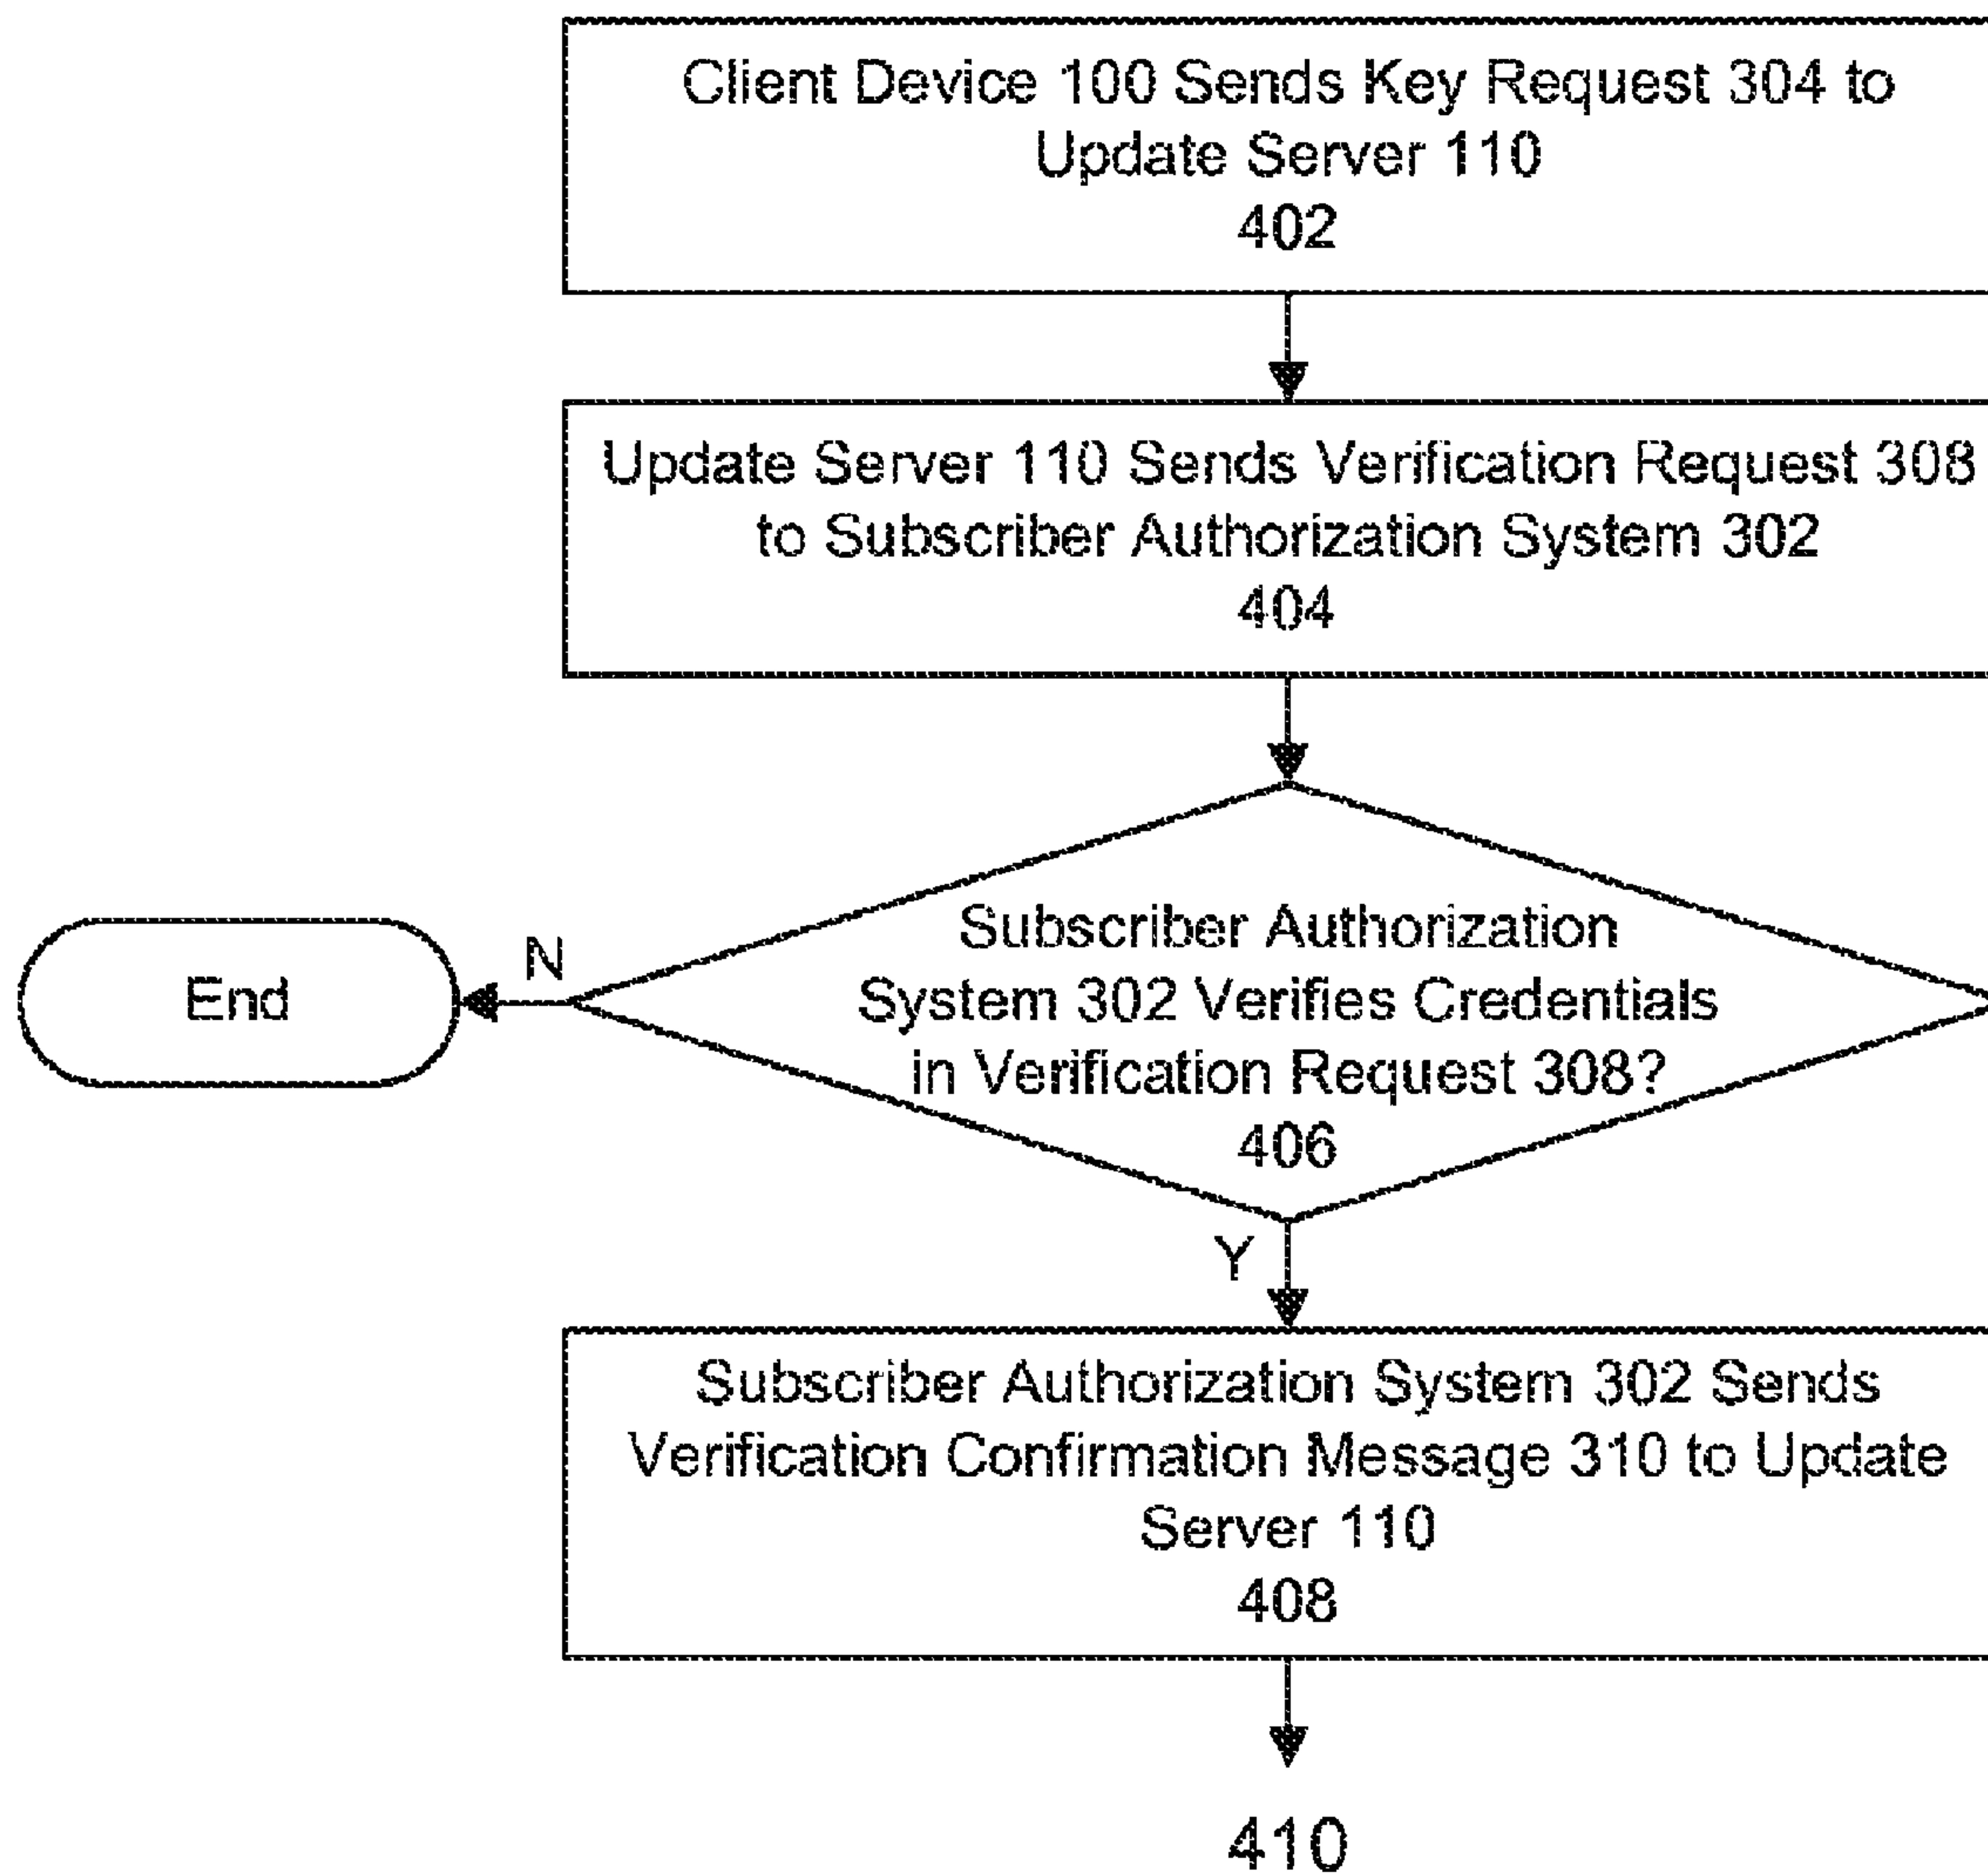 Client Device 100 Sends Key Request 304 to
Update Server 110
402
Update Server 110 Sends Verification Request 308
to Subscriber Authorization System 302
404
Subscriber Authorization
System 302 Verifies Credentials
in Verification Request 308?
406
N
End
Y
Subscriber Authorization System 302 Sends
Verification Confirmation Message 310 to Update
Server 110
408
410